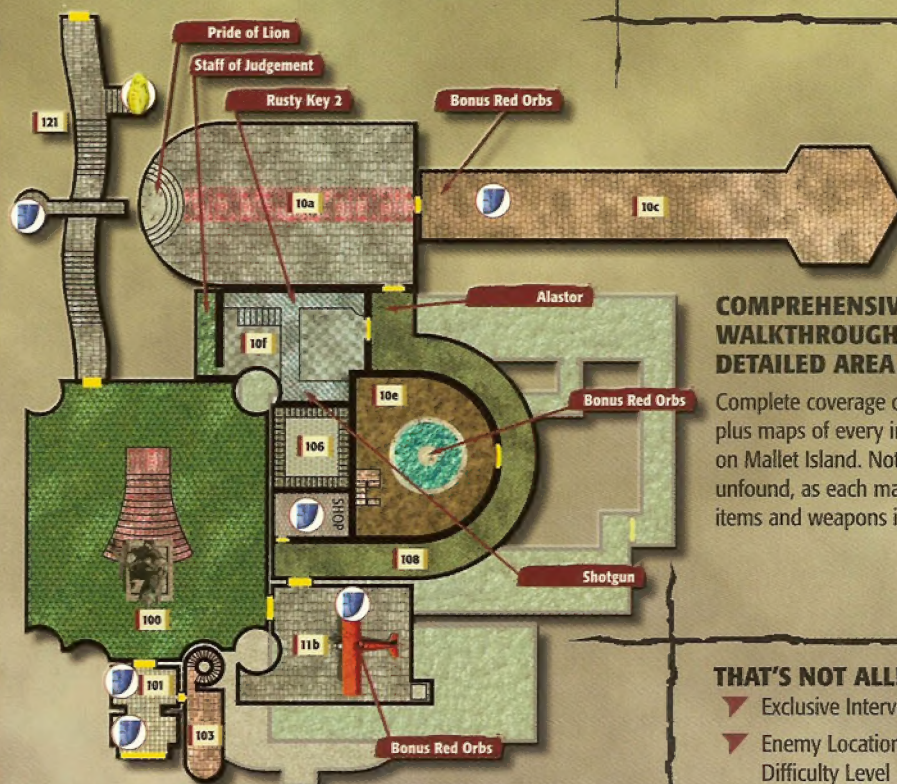 Pride of Lion
Staff of Judgement
Rusty Key 2
Bonus Red Orbs
121
10a
10c
Alastor
10f
10e
Bonus Red Orbs
106
SHOP
108
Shotgun
100
11b
101
103
Bonus Red Orbs
COMPREHENSIV
WALKTHROUGH
DETAILED AREA
Complete coverage
plus maps of every i
on Mallet Island. Not
unfound, as each ma
items and weapons i
THAT'S NOT ALL
Exclusive Interv
Enemy Location
Difficulty Level